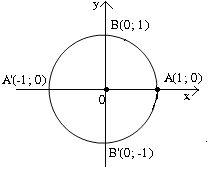 y
B(0; 1)
A'(-1; 0)
A(1; 0)
0
x
B'(0; -1)